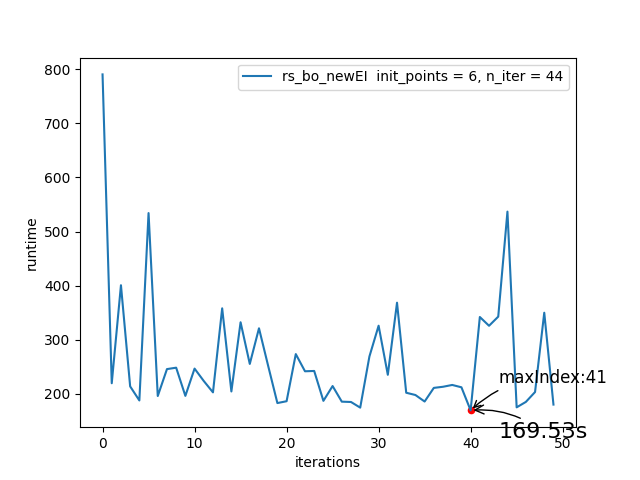 rs_bo_newEI  init_points = 6, n_iter = 44
800
700
600
500
400
300
200
runtime
maxIndex:41
169.53s
0
10
20
30
40
50
iterations